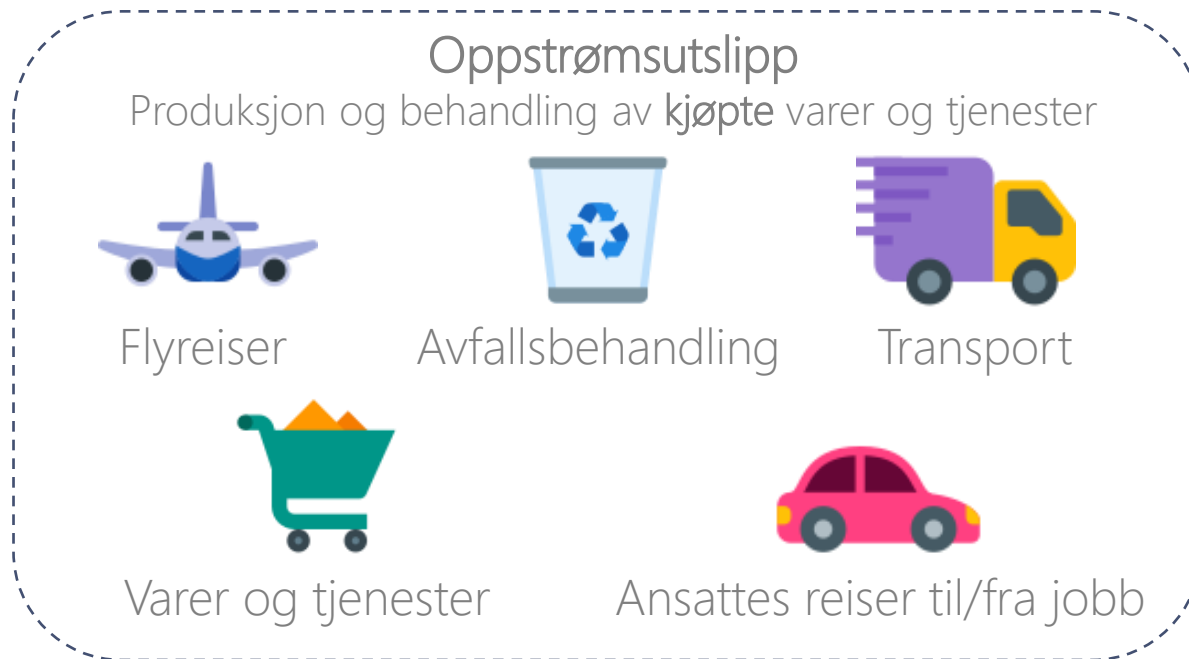 Oppstrømsutslipp
Produksjon og behandling av kjøpte varer og tjenester
Flyreiser
Avfallsbehandling
Transport
Varer og tjenester
Ansattes reiser til/fra jobb